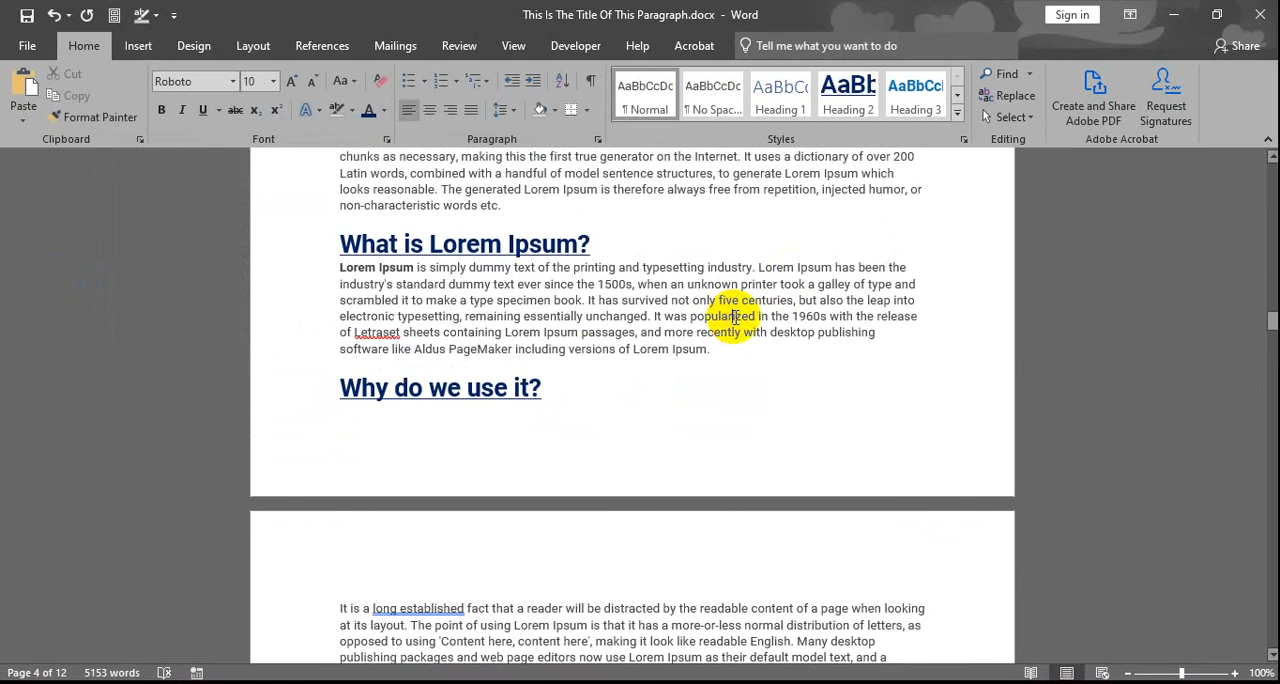 This Is The Title Of This Paragraph.docx - Word
Sign in
File Home Insert Design Layout References Mailings Review View Developer Help Acrobat Tell me what you want to do Share
Paste
Cut
Copy
Format Painter
Roboto 10
Aa
B I U abc x₂ x²
A A
AaBbCcDc AaBbCcDc AaBbCc AaBb AaBbCcl
¶ Normal ¶ No Spac... Heading 1 Heading 2 Heading 3
Find
Replace
Select
Create and Share Adobe PDF
Request Signatures
Clipboard Font Paragraph Styles Editing Adobe Acrobat
chunks as necessary, making this the first true generator on the Internet. It uses a dictionary of over 200
Latin words, combined with a handful of model sentence structures, to generate Lorem Ipsum which
looks reasonable. The generated Lorem Ipsum is therefore always free from repetition, injected humor, or
non-characteristic words etc.
What is Lorem Ipsum?
Lorem Ipsum is simply dummy text of the printing and typesetting industry. Lorem Ipsum has been the
industry's standard dummy text ever since the 1500s, when an unknown printer took a galley of type and
scrambled it to make a type specimen book. It has survived not only five centuries, but also the leap into
electronic typesetting, remaining essentially unchanged. It was popularized in the 1960s with the release
of Letraset sheets containing Lorem Ipsum passages, and more recently with desktop publishing
software like Aldus PageMaker including versions of Lorem Ipsum.
Why do we use it?
It is a long established fact that a reader will be distracted by the readable content of a page when looking
at its layout. The point of using Lorem Ipsum is that it has a more-or-less normal distribution of letters, as
opposed to using 'Content here, content here', making it look like readable English. Many desktop
publishing packages and web page editors now use Lorem Ipsum as their default model text, and a
Page 4 of 12 5153 words 100%